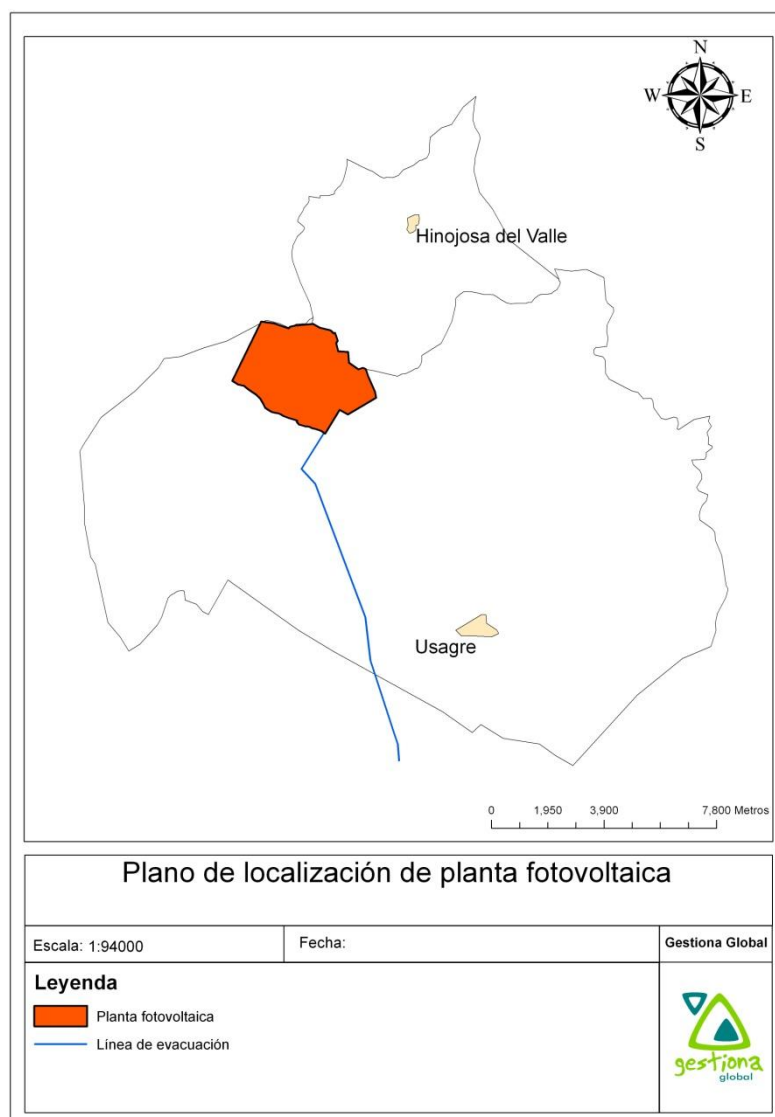 N
W E
S
Hinojosa del Valle
Usagre
0 1,950 3,900 7,800 Metros
Plano de localización de planta fotovoltaica
Escala: 1:94000 Fecha: Gestiona Global
Leyenda
Planta fotovoltaica
Línea de evacuación
gestiona
global